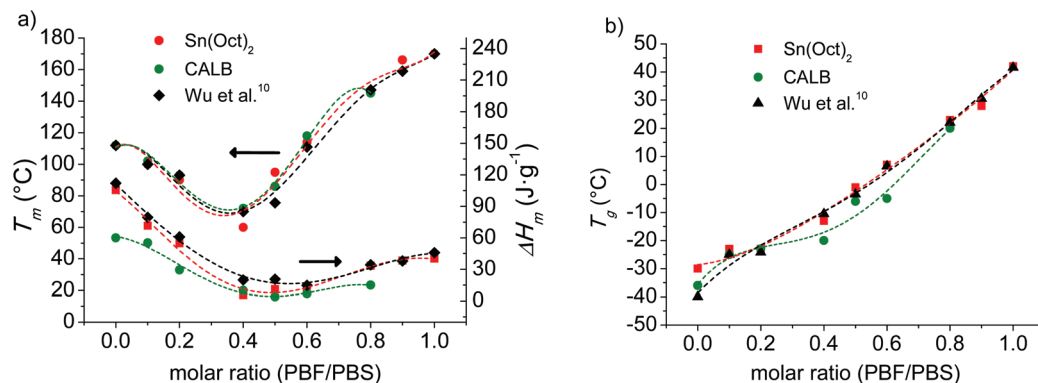 a)
180
160
140
120
100
80
60
40
20
0
T_m (°C)
Sn(Oct)₂
CALB
Wu et al.¹⁰
240
210
180
150
120
90
60
30
0
ΔH_m (J·g⁻¹)
0.0 0.2 0.4 0.6 0.8 1.0
molar ratio (PBF/PBS)
b)
50
40
30
20
10
0
-10
-20
-30
-40
-50
T_g (°C)
Sn(Oct)₂
CALB
Wu et al.¹⁰
0.0 0.2 0.4 0.6 0.8 1.0
molar ratio (PBF/PBS)